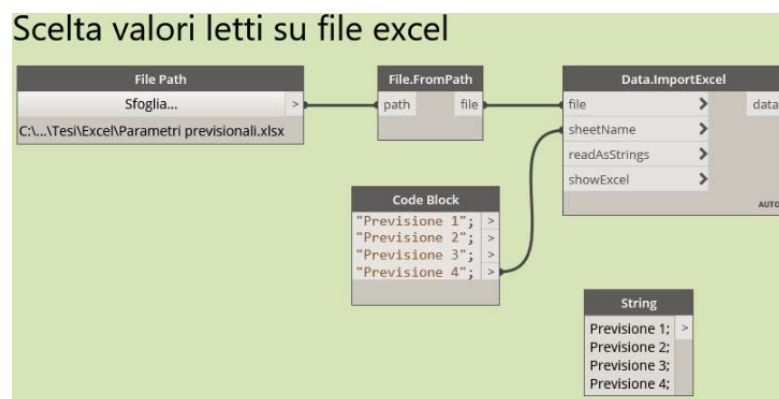 Scelta valori letti su file excel
File Path
Sfoglia... >
C:\...\Tesi\Excel\Parametri previsionali.xlsx
File.FromPath
path file
Data.ImportExcel
file > data
sheetName >
readAsStrings >
showExcel >
AUTO
Code Block
"Previsione 1"; >
"Previsione 2"; >
"Previsione 3"; >
"Previsione 4"; >
String
Previsione 1; >
Previsione 2;
Previsione 3;
Previsione 4;